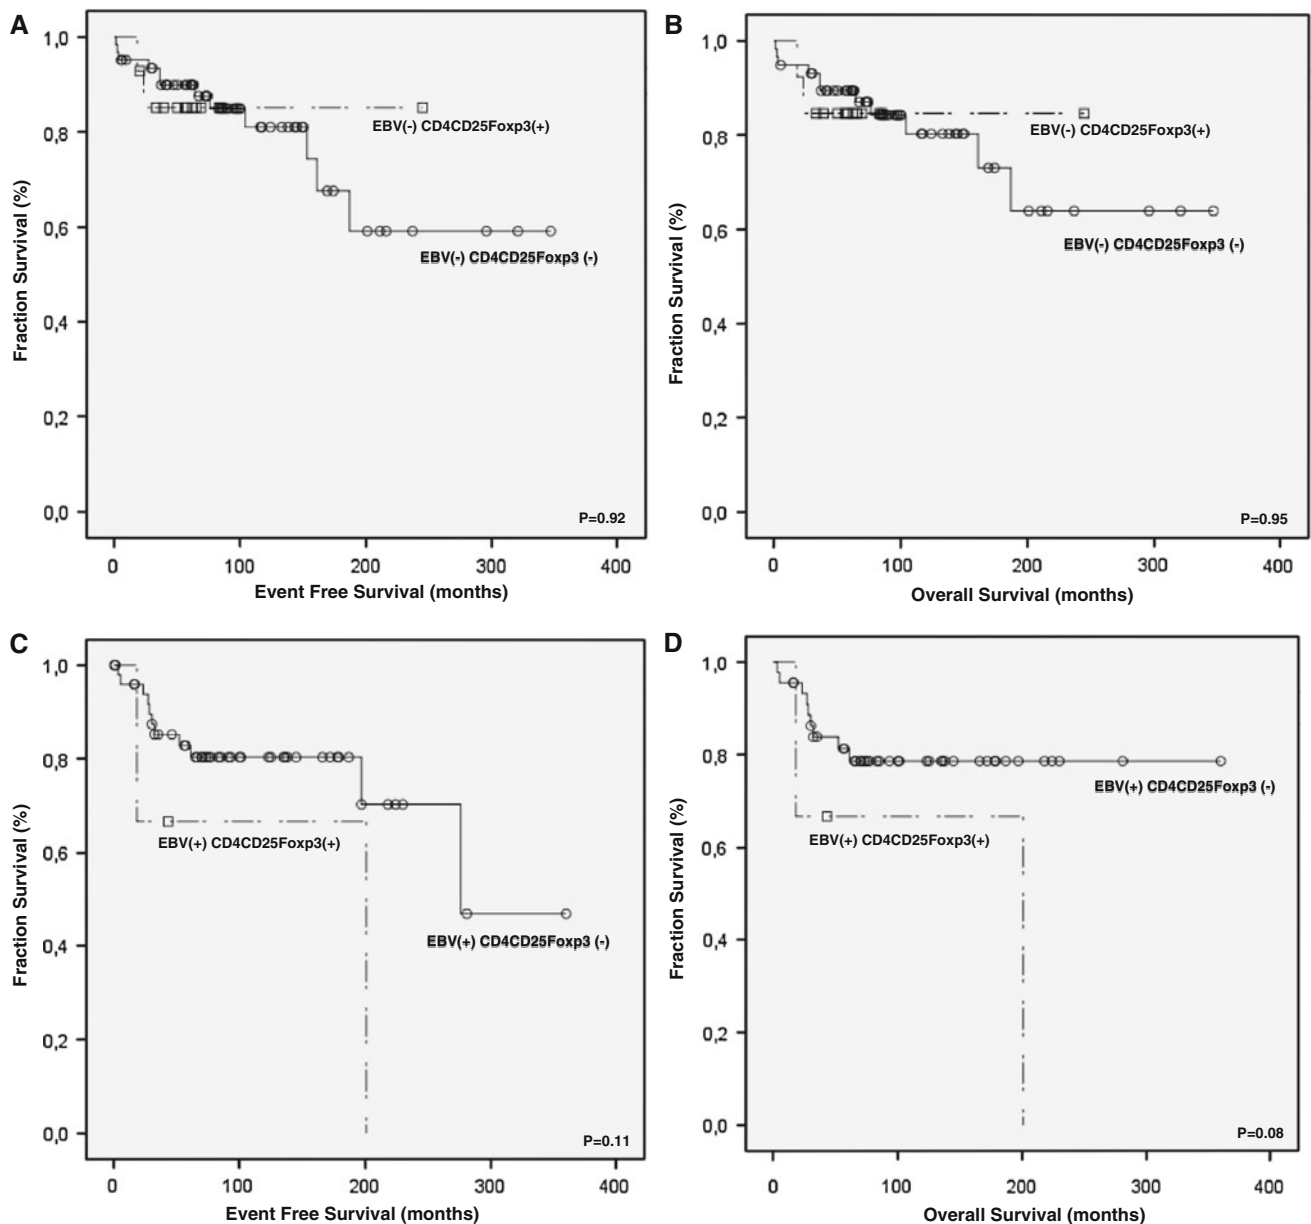 A
1,0
0,8
0,6
0,4
0,2
0,0
Fraction Survival (%)
EBV(-) CD4CD25Foxp3(+)
EBV(-) CD4CD25Foxp3 (-)
P=0.92
0 100 200 300 400
Event Free Survival (months)
B
1,0
0,8
0,6
0,4
0,2
0,0
Fraction Survival (%)
EBV(-) CD4CD25Foxp3(+)
EBV(-) CD4CD25Foxp3 (-)
P=0.95
0 100 200 300 400
Overall Survival (months)
C
1,0
0,8
0,6
0,4
0,2
0,0
Fraction Survival (%)
EBV(+) CD4CD25Foxp3(+)
EBV(+) CD4CD25Foxp3 (-)
P=0.11
0 100 200 300 400
Event Free Survival (months)
D
1,0
0,8
0,6
0,4
0,2
0,0
Fraction Survival (%)
EBV(+) CD4CD25Foxp3 (-)
EBV(+) CD4CD25Foxp3(+)
P=0.08
0 100 200 300 400
Overall Survival (months)